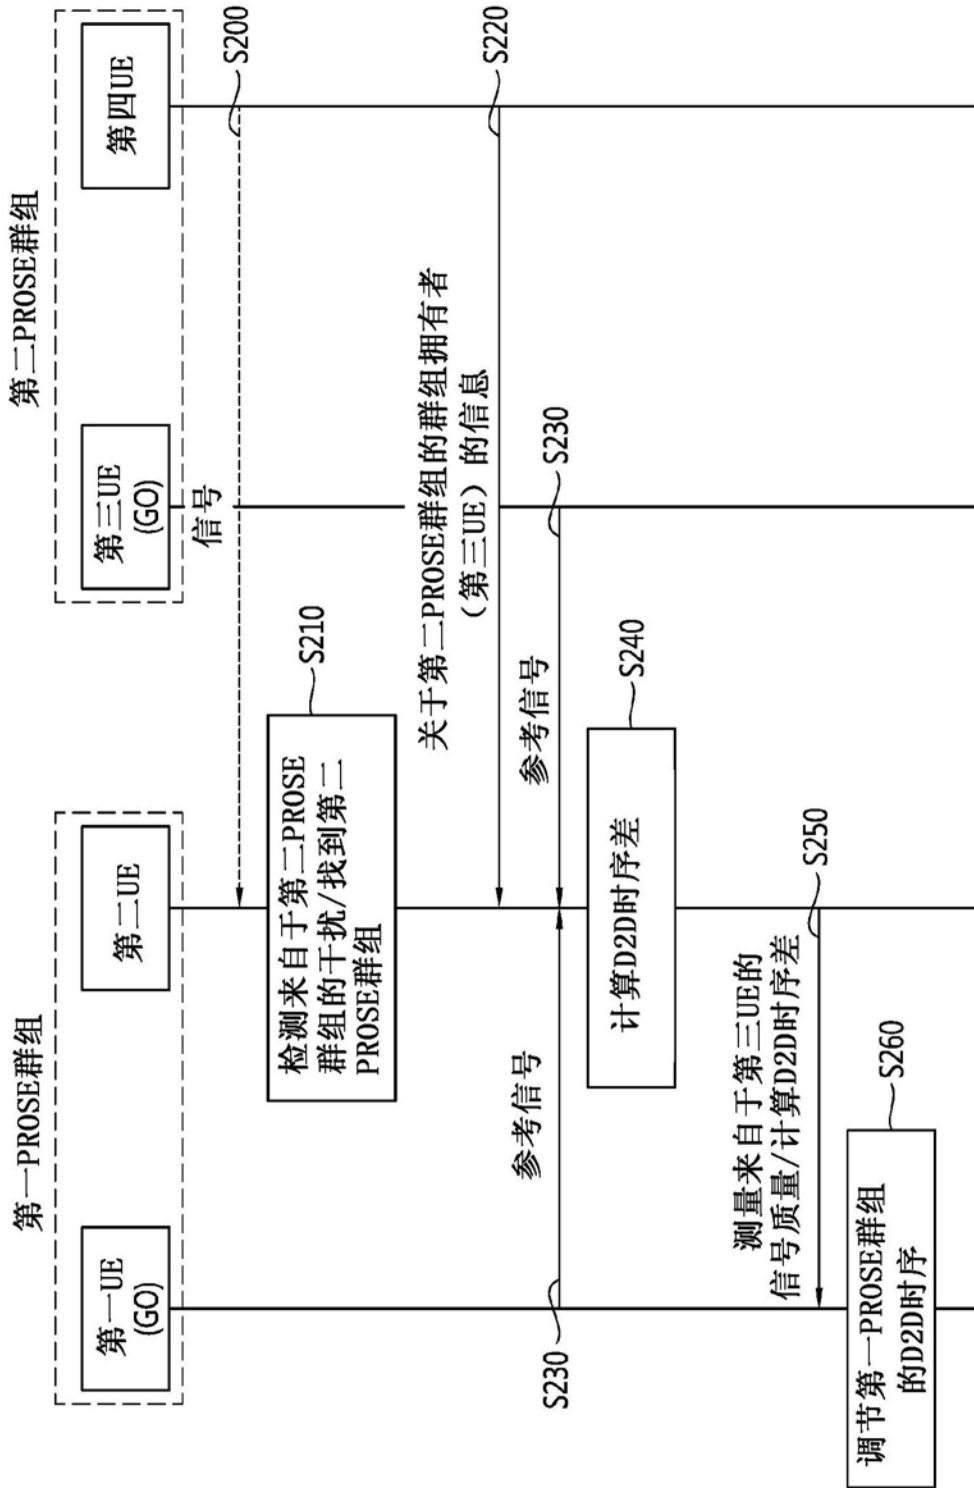 第一PROSE群组
第二PROSE群组
第一UE
(GO)
第二UE
第三UE
(GO)
第四UE
信号
S200
检测来自于第二PROSE
群组的干扰/找到第二
PROSE群组
S210
关于第二PROSE群组的群组拥有者
（第三UE）的信息
S220
参考信号
S230
参考信号
S230
计算D2D时序差
S240
测量来自于第三UE的
信号质量/计算D2D时序差
S250
调节第一PROSE群组
的D2D时序
S260